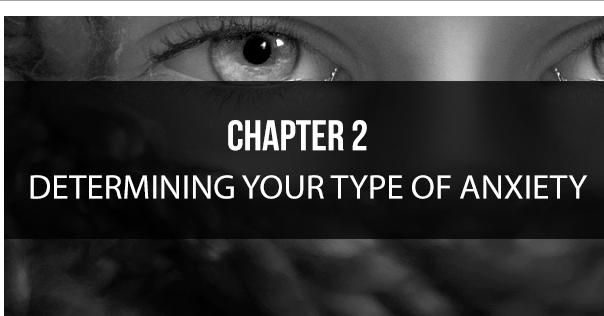 CHAPTER 2
DETERMINING YOUR TYPE OF ANXIETY